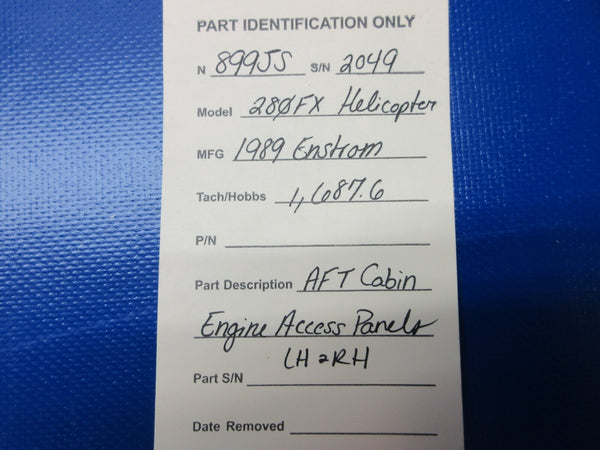 PART IDENTIFICATION ONLY
N 899JS S/N 2049
Model 28ØFX Helicopter
MFG 1989 Enstrom
Tach/Hobbs 1,687.6
P/N
Part Description AFT Cabin
Engine Access Panels
LH & RH
Part S/N
Date Removed